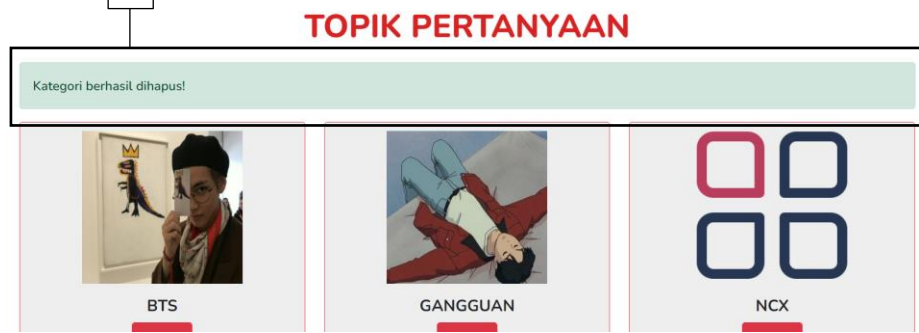 TOPIK PERTANYAAN
Kategori berhasil dihapus!
BTS
GANGGUAN
NCX